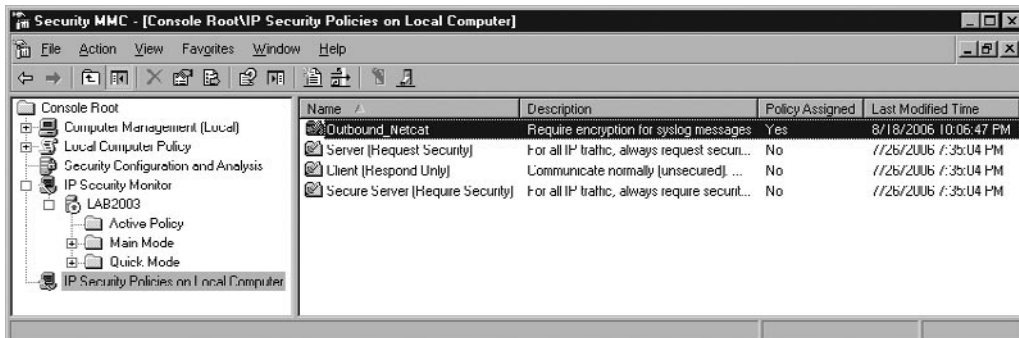 Security MMC - [Console Root\IP Security Policies on Local Computer]
File Action View Favorites Window Help
Console Root
Computer Management (Local)
Local Computer Policy
Security Configuration and Analysis
IP Security Monitor
LAB2003
Active Policy
Main Mode
Quick Mode
IP Security Policies on Local Computer
Name Description Policy Assigned Last Modified Time
Outbound_Netcat Require encryption for syslog messages Yes 8/18/2006 10:06:47 PM
Server (Request Security) For all IP traffic, always request securi... No 7/26/2006 7:35:04 PM
Client (Respond Only) Communicate normally (unsecured). ... No 7/26/2006 7:35:04 PM
Secure Server (Require Security) For all IP traffic, always require securit... No 7/26/2006 7:35:04 PM